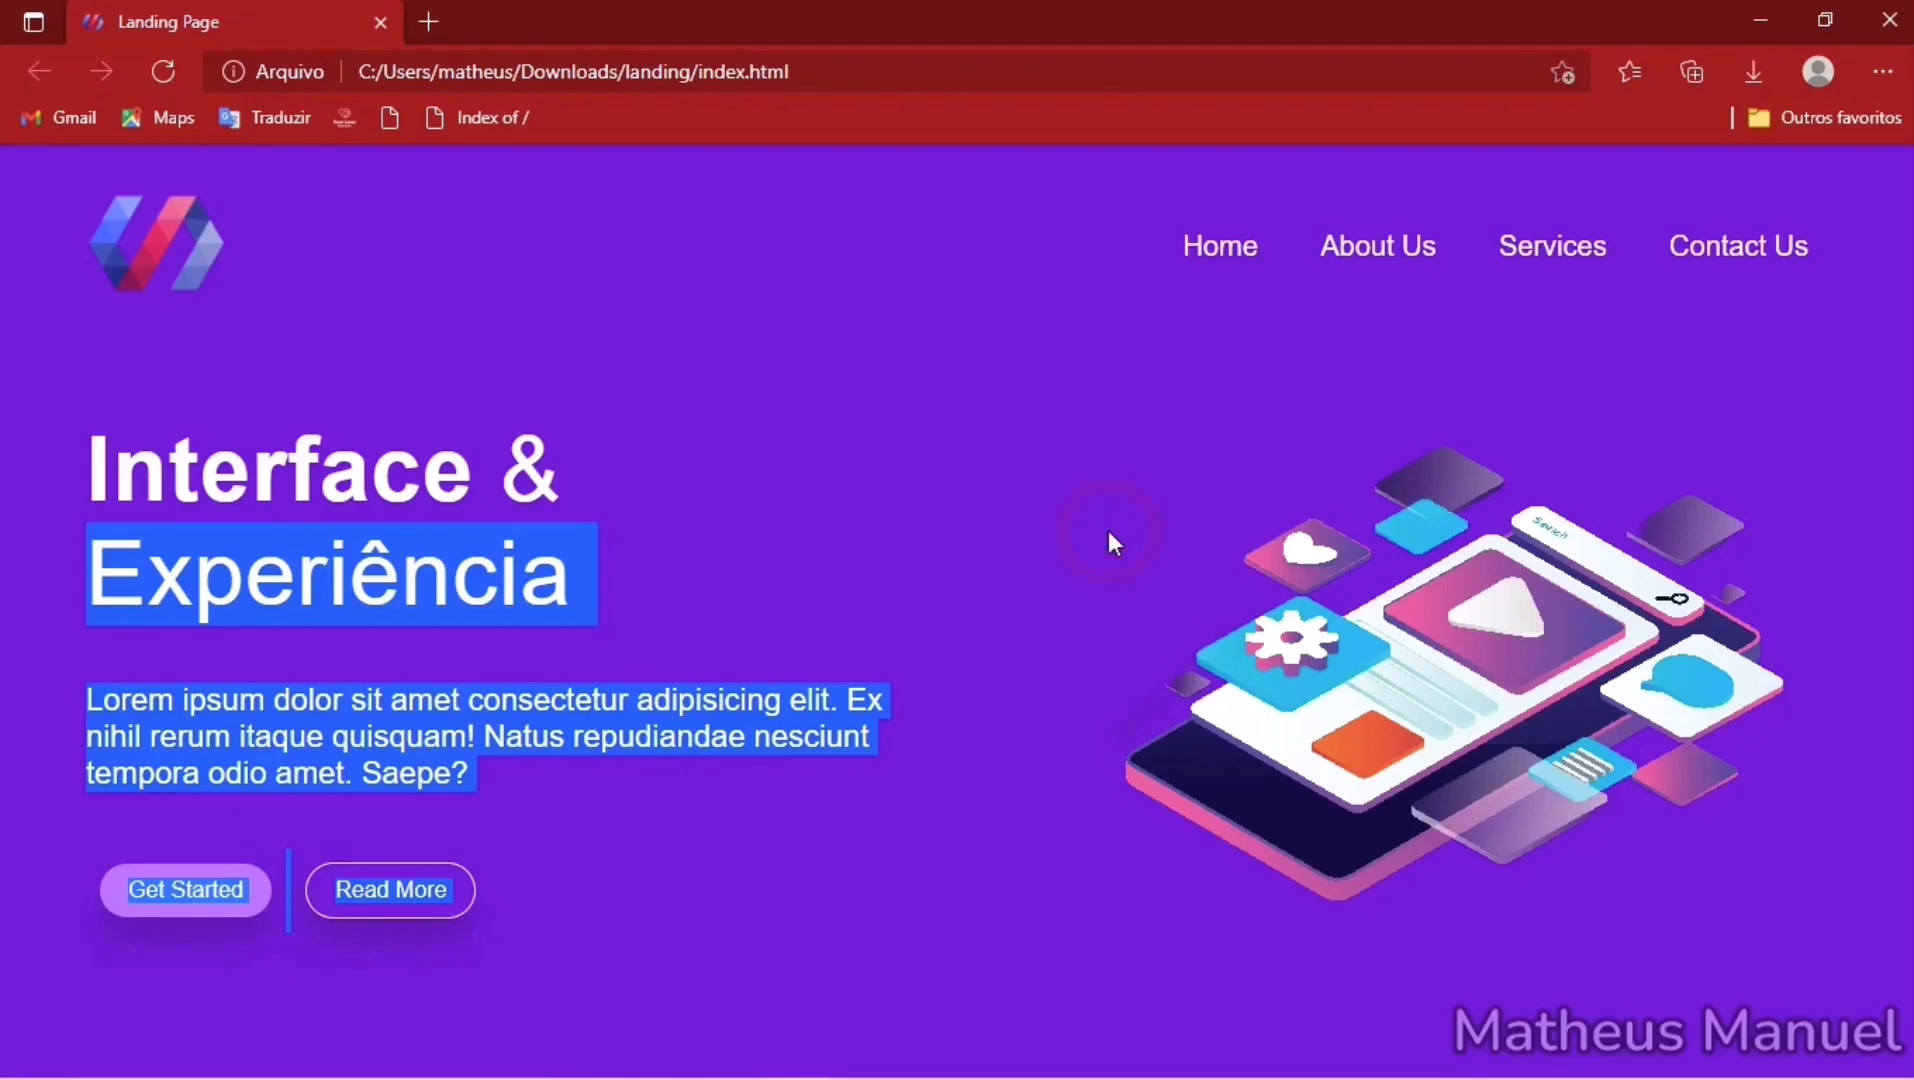 Landing Page
Arquivo C:/Users/matheus/Downloads/landing/index.html
Gmail Maps Traduzir Index of / Outros favoritos
Home About Us Services Contact Us
Interface &
Experiência
Search
Lorem ipsum dolor sit amet consectetur adipisicing elit. Ex
nihil rerum itaque quisquam! Natus repudiandae nesciunt
tempora odio amet. Saepe?
Get Started Read More
Matheus Manuel